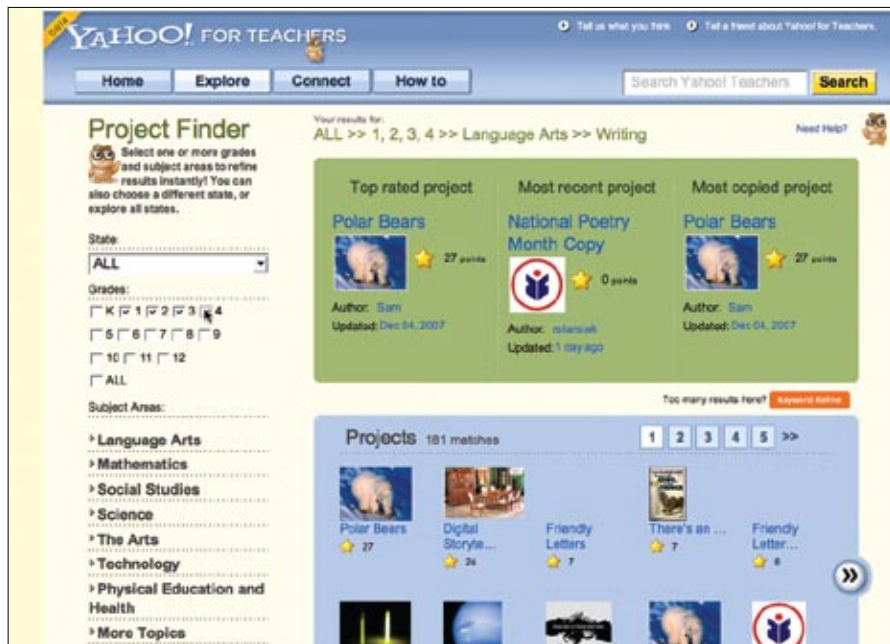 BETA
YAHOO! FOR TEACHERS
Tell us what you think
Tell a friend about Yahoo! for Teachers.
Home
Explore
Connect
How to
Search Yahoo! Teachers
Search
Project Finder
Select one or more grades
and subject areas to refine
results instantly! You can
also choose a different state, or
explore all states.
State:
ALL
Grades:
K 1 2 3 4
5 6 7 8 9
10 11 12
ALL
Subject Areas:
Language Arts
Mathematics
Social Studies
Science
The Arts
Technology
Physical Education and
Health
More Topics
Your results for:
ALL >> 1, 2, 3, 4 >> Language Arts >> Writing
Need Help?
Top rated project
Polar Bears
27 points
Author: Sam
Updated: Dec 04, 2007
Most recent project
National Poetry
Month Copy
0 points
Author:
Updated: 1 day ago
Most copied project
Polar Bears
27 points
Author: Sam
Updated: Dec 04, 2007
Too many results here?
Keyword Refine
Projects 181 matches
1 2 3 4 5 >>
Polar Bears
27
Digital
Storyte...
Friendly
Letters
7
There's an ...
7
Friendly
Letter...